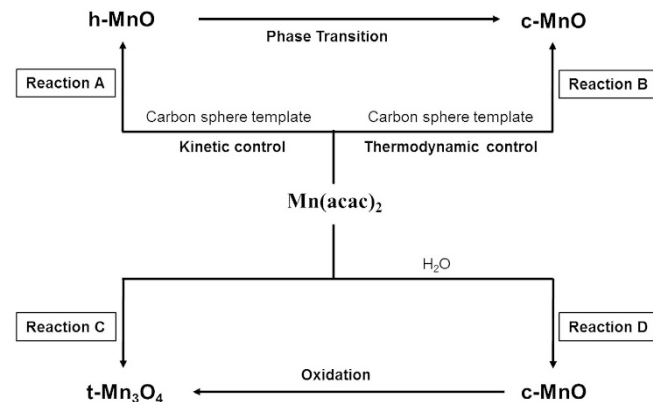 h-MnO
c-MnO
Phase Transition
Reaction A
Reaction B
Carbon sphere template
Carbon sphere template
Kinetic control
Thermodynamic control
Mn(acac)₂
H₂O
Reaction C
Reaction D
Oxidation
t-Mn₃O₄
c-MnO